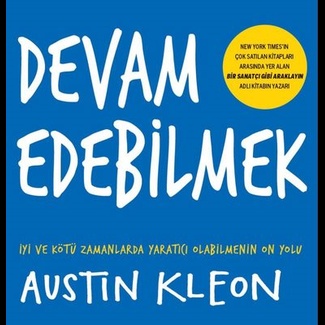 DEVAM
EDEBİLMEK
NEW YORK TIMES'IN
ÇOK SATILAN KİTAPLARI
ARASINDA YER ALAN
BİR SANATÇI GİBİ ARAKLAYIN
ADLI KİTABIN YAZARI
İYİ VE KÖTÜ ZAMANLARDA YARATICI OLABİLMENİN ON YOLU
AUSTIN KLEON